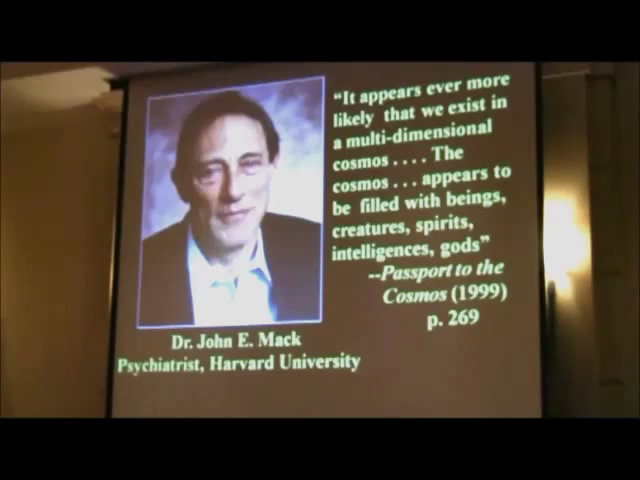 “It appears ever more
likely that we exist in
a multi-dimensional
cosmos . . . . The
cosmos . . . appears to
be filled with beings,
creatures, spirits,
intelligences, gods”
--Passport to the
Cosmos (1999)
p. 269
Dr. John E. Mack
Psychiatrist, Harvard University